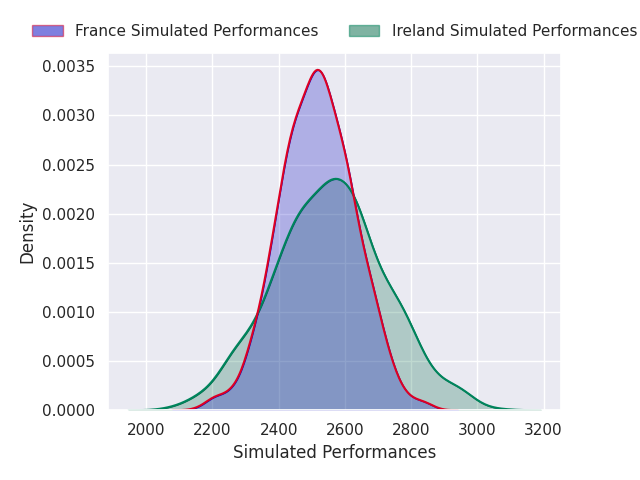 France Simulated Performances Ireland Simulated Performances
0.0035
0.0030
0.0025
0.0020
0.0015
0.0010
0.0005
0.0000
Density
2000 2200 2400 2600 2800 3000 3200
Simulated Performances